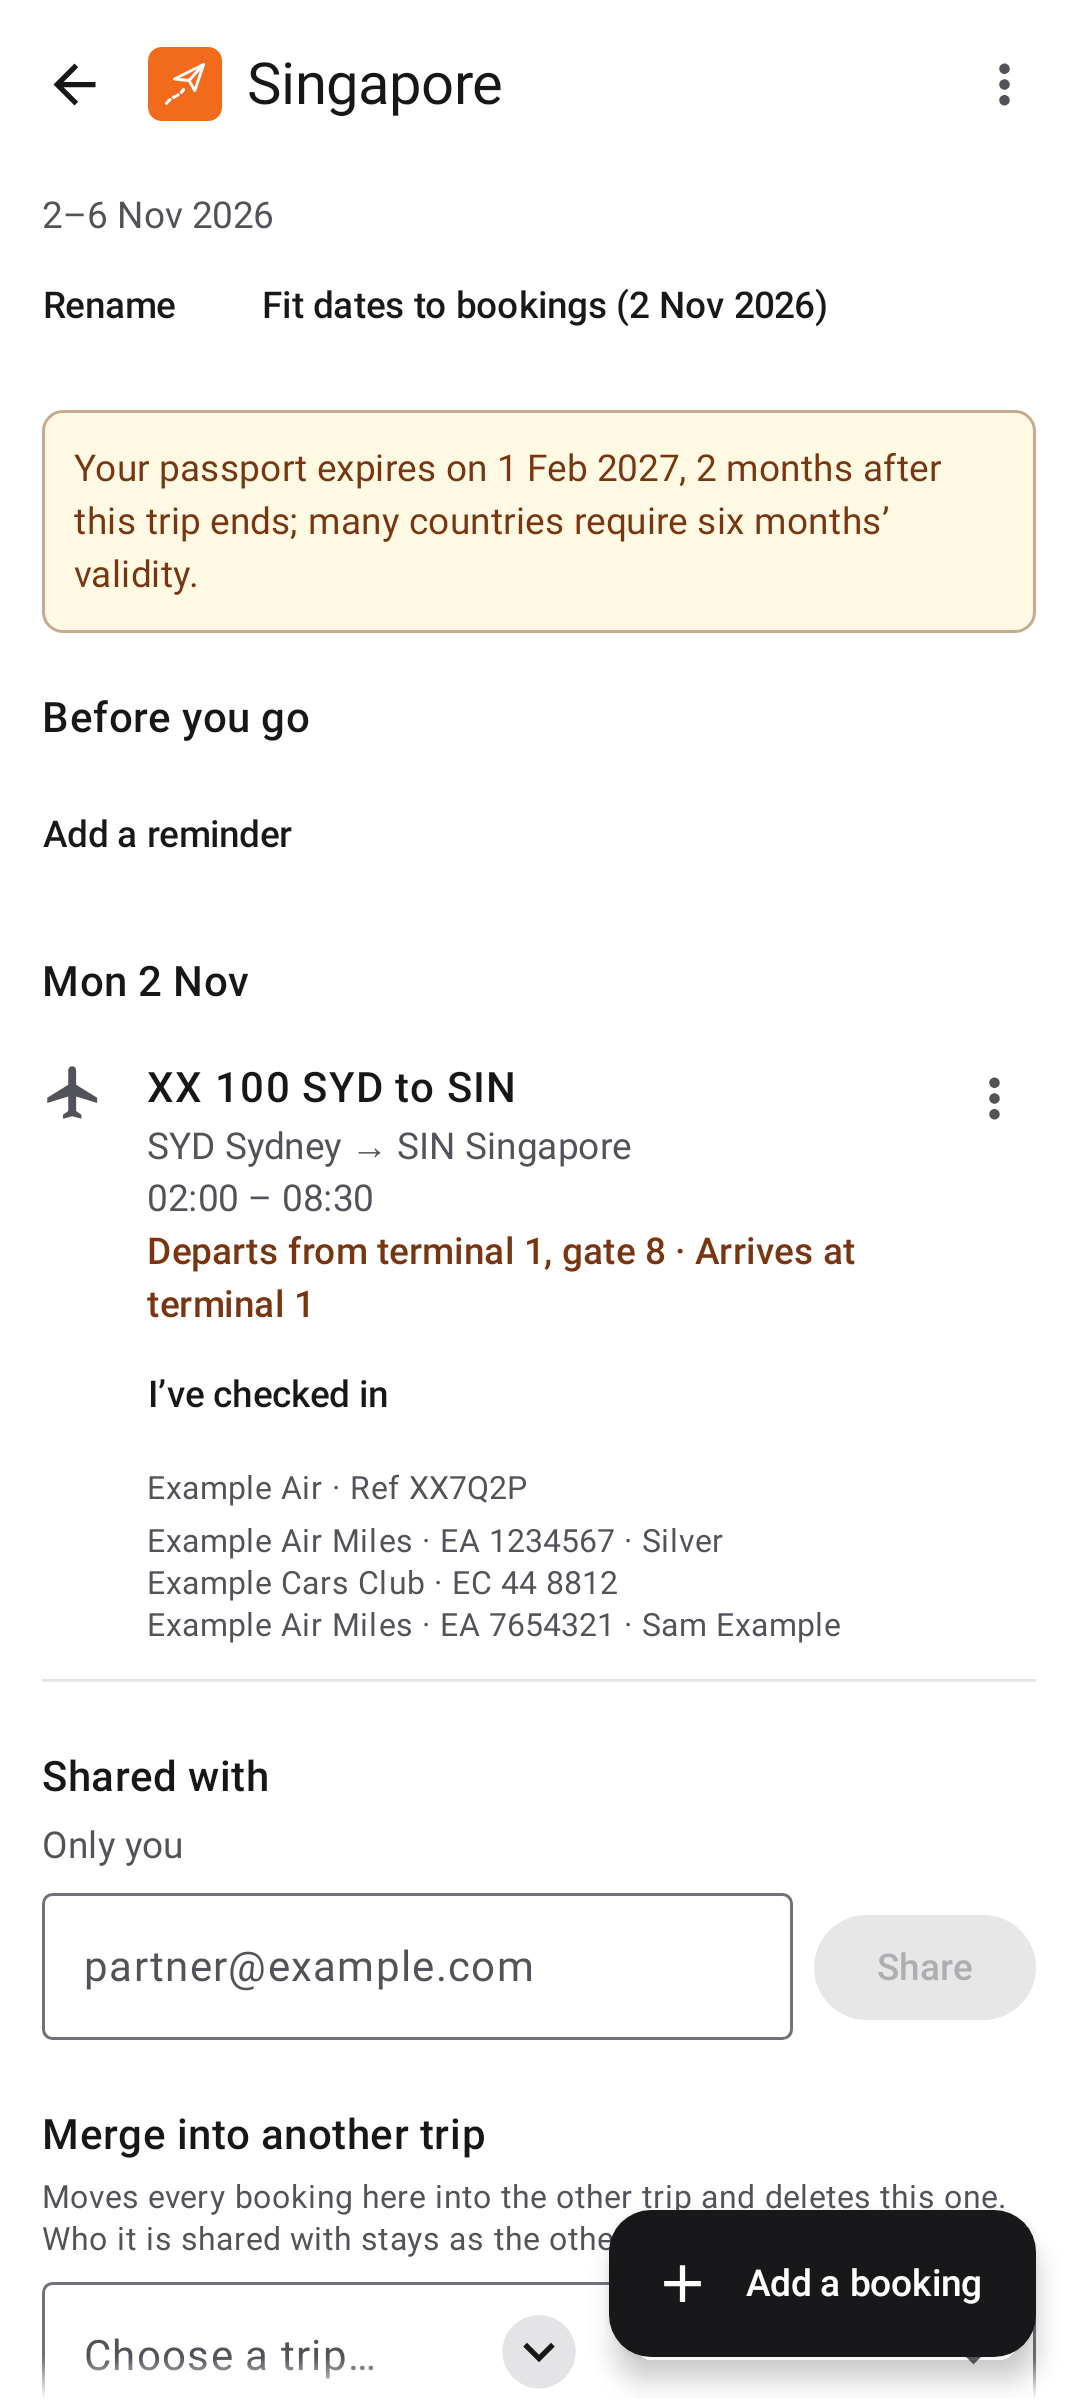 Singapore
2–6 Nov 2026
Rename
Fit dates to bookings (2 Nov 2026)
Your passport expires on 1 Feb 2027, 2 months after
this trip ends; many countries require six months’
validity.
Before you go
Add a reminder
Mon 2 Nov
XX 100 SYD to SIN
SYD Sydney → SIN Singapore
02:00 – 08:30
Departs from terminal 1, gate 8 · Arrives at
terminal 1
I’ve checked in
Example Air · Ref XX7Q2P
Example Air Miles · EA 1234567 · Silver
Example Cars Club · EC 44 8812
Example Air Miles · EA 7654321 · Sam Example
Shared with
Only you
partner@example.com
Share
Merge into another trip
Moves every booking here into the other trip and deletes this one.
Who it is shared with stays as the
Add a booking
Choose a trip…